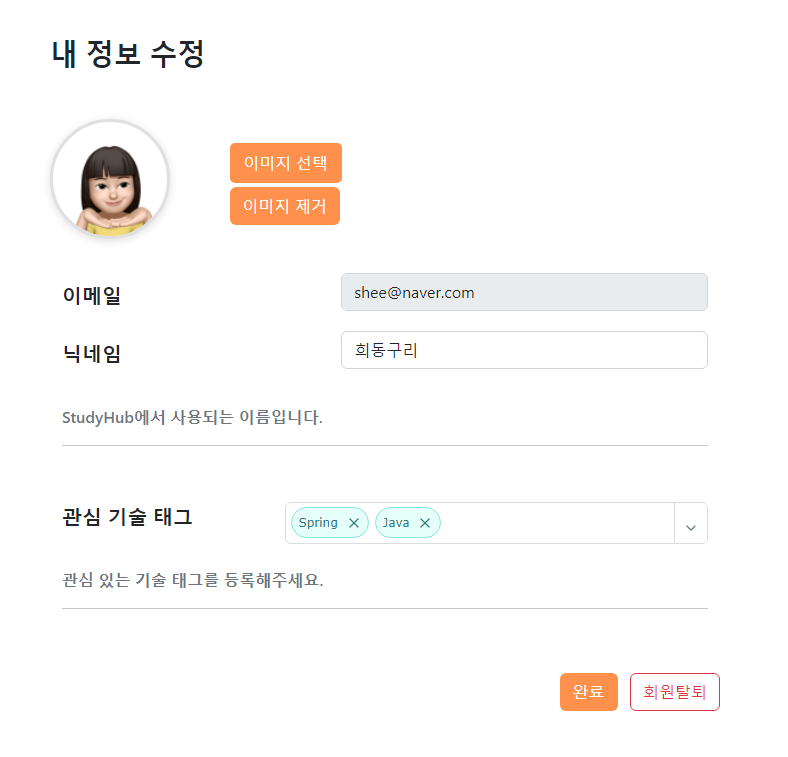 내 정보 수정
이미지 선택
이미지 제거
이메일
shee@naver.com
닉네임
희동구리
StudyHub에서 사용되는 이름입니다.
관심 기술 태그
Spring
Java
관심 있는 기술 태그를 등록해주세요.
완료
회원탈퇴